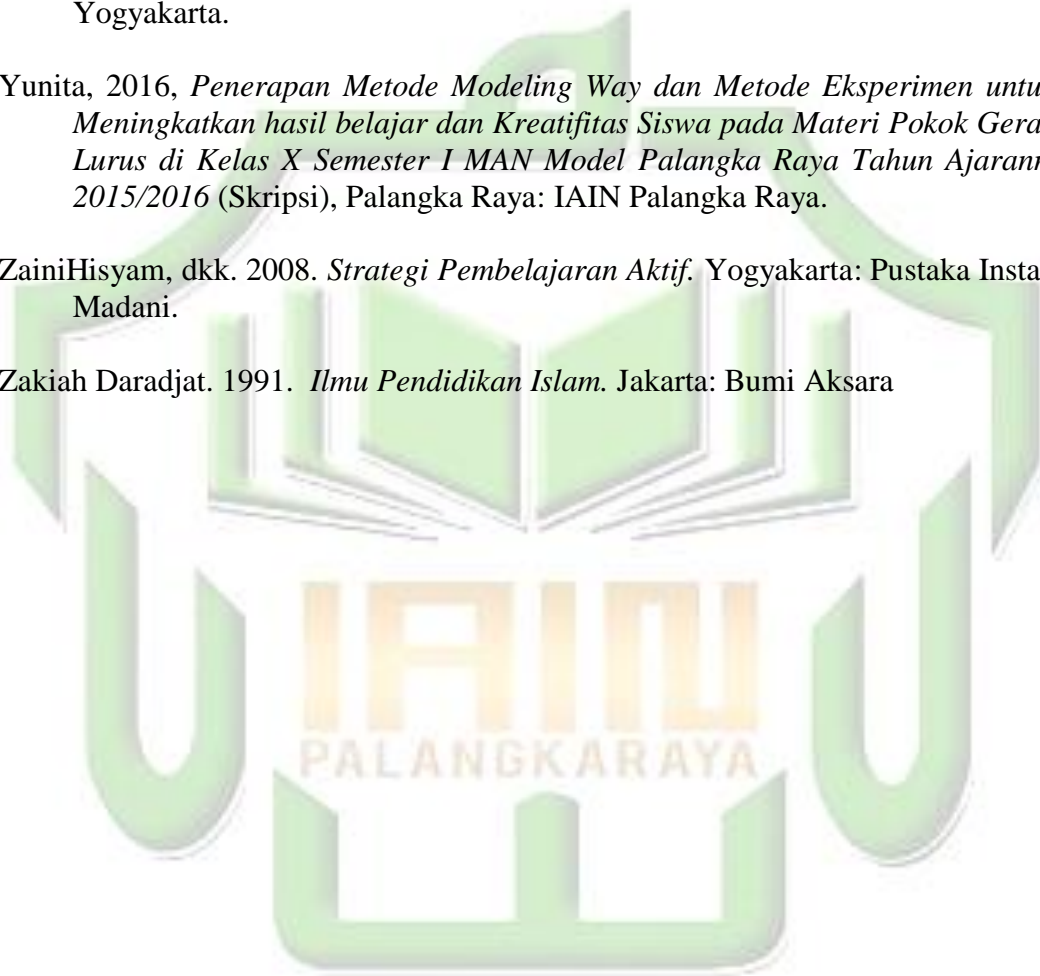 Yogyakarta.
Yunita, 2016, Penerapan Metode Modeling Way dan Metode Eksperimen untu
Meningkatkan hasil belajar dan Kreatifitas Siswa pada Materi Pokok Gera
Lurus di Kelas X Semester I MAN Model Palangka Raya Tahun Ajarann
2015/2016 (Skripsi), Palangka Raya: IAIN Palangka Raya.
ZainiHisyam, dkk. 2008. Strategi Pembelajaran Aktif. Yogyakarta: Pustaka Insta
Madani.
Zakiah Daradjat. 1991. Ilmu Pendidikan Islam. Jakarta: Bumi Aksara
IAIN
PALANGKARAYA